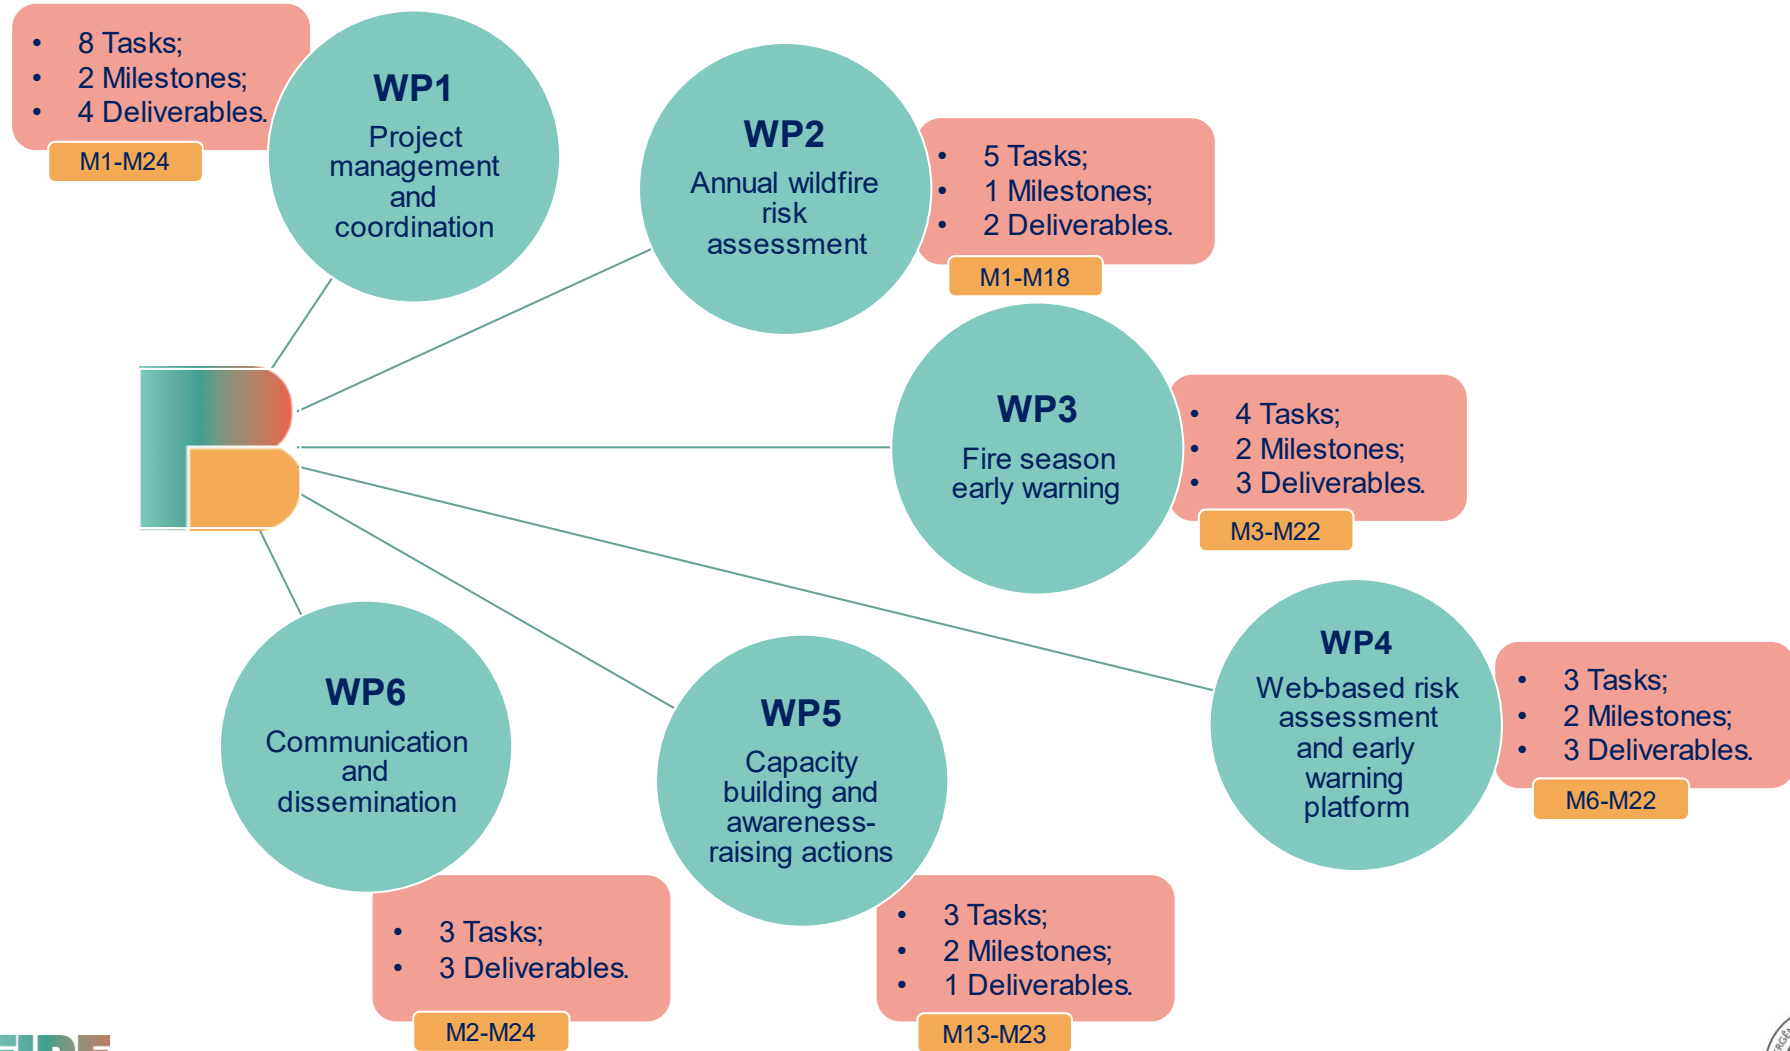 • 8 Tasks;
• 2 Milestones;
• 4 Deliverables.
M1-M24
WP1
Project
management
and
coordination
WP2
Annual wildfire
risk
assessment
• 5 Tasks;
• 1 Milestones;
• 2 Deliverables.
M1-M18
WP3
Fire season
early warning
• 4 Tasks;
• 2 Milestones;
• 3 Deliverables.
M3-M22
WP4
Web-based risk
assessment
and early
warning
platform
• 3 Tasks;
• 2 Milestones;
• 3 Deliverables.
M6-M22
WP5
Capacity
building and
awareness-
raising actions
• 3 Tasks;
• 2 Milestones;
• 1 Deliverables.
M13-M23
WP6
Communication
and
dissemination
• 3 Tasks;
• 3 Deliverables.
M2-M24